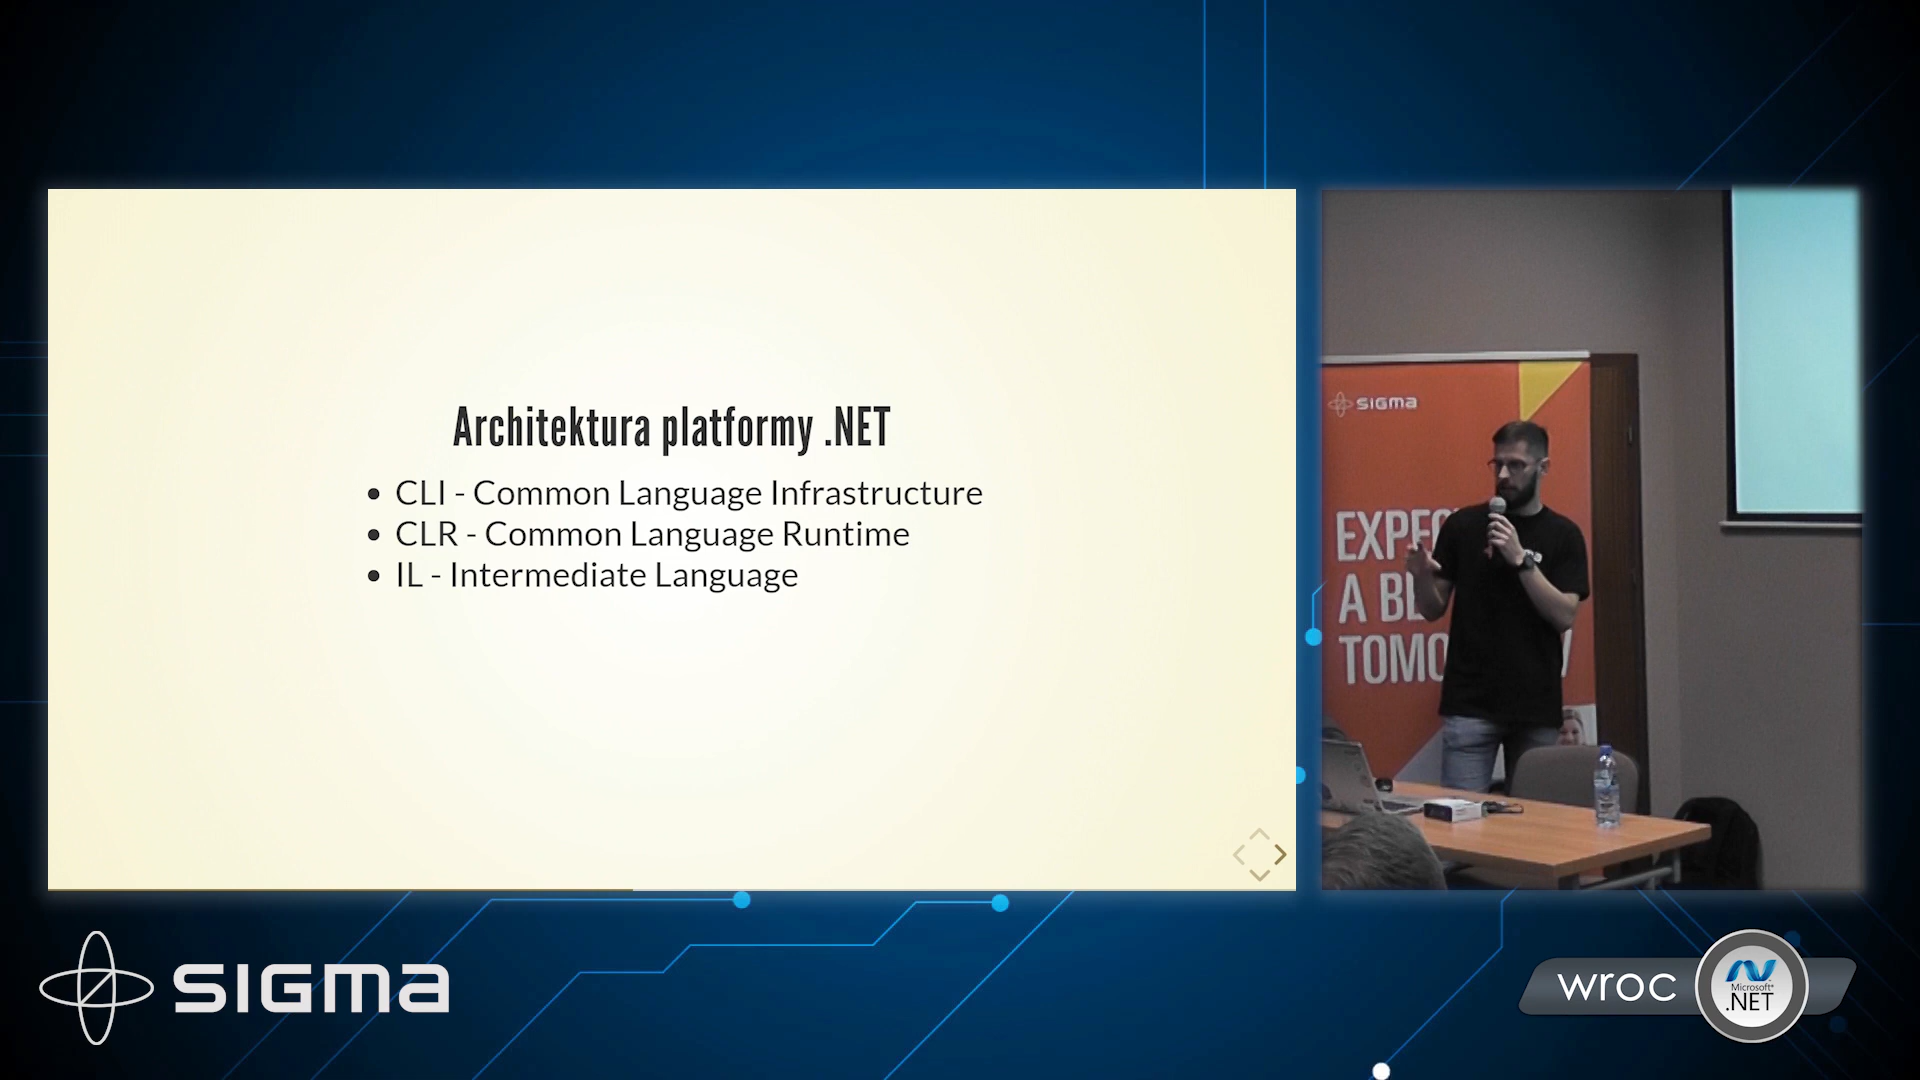 Architektura platformy .NET
CLI - Common Language Infrastructure
CLR - Common Language Runtime
IL - Intermediate Language
SIGMA
A
SIGMA
wroc
Microsoft
.NET